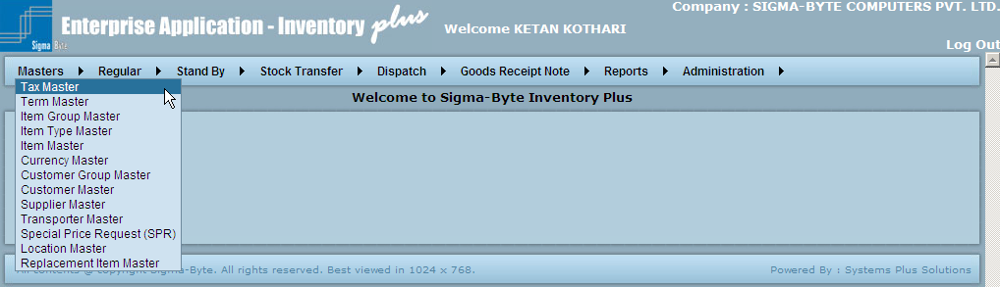 Company : SIGMA-BYTE COMPUTERS PVT. LTD.
Enterprise Application - Inventory plus
Welcome KETAN KOTHARI
Sigma Byte
Log Out
Masters Regular Stand By Stock Transfer Dispatch Goods Receipt Note Reports Administration
Welcome to Sigma-Byte Inventory Plus
Tax Master
Term Master
Item Group Master
Item Type Master
Item Master
Currency Master
Customer Group Master
Customer Master
Supplier Master
Transporter Master
Special Price Request (SPR)
Location Master
Replacement Item Master
All contents @ copyright Sigma-Byte. All rights reserved. Best viewed in 1024 x 768. Powered By : Systems Plus Solutions